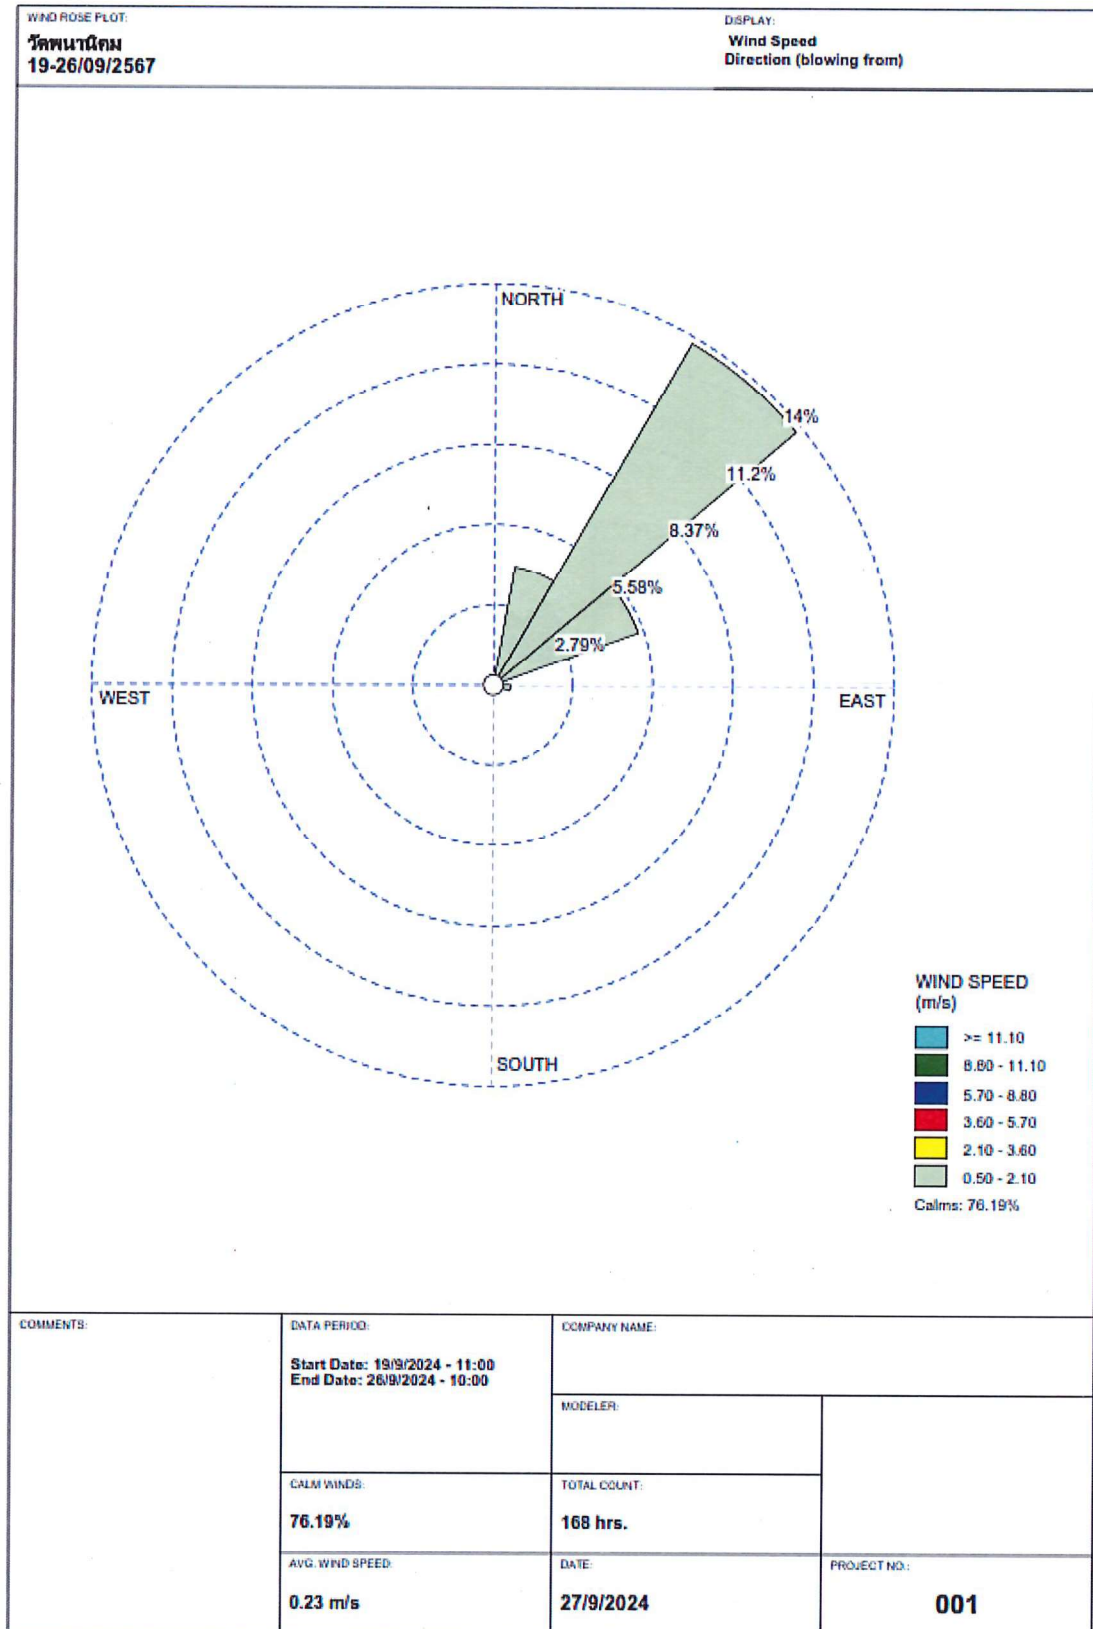 WIND ROSE PLOT:
วัดพนานิคม
19-26/09/2567
DISPLAY:
Wind Speed
Direction (blowing from)
NORTH
14%
11.2%
8.37%
5.58%
2.79%
WEST
EAST
SOUTH
WIND SPEED
(m/s)
>= 11.10
8.80 - 11.10
5.70 - 8.80
3.60 - 5.70
2.10 - 3.60
0.50 - 2.10
Calms: 76.19%
COMMENTS:
DATA PERIOD:
Start Date: 19/9/2024 - 11:00
End Date: 26/9/2024 - 10:00
COMPANY NAME:
MODELER:
CALM WINDS:
76.19%
TOTAL COUNT:
168 hrs.
AVG. WIND SPEED:
0.23 m/s
DATE:
27/9/2024
PROJECT NO.:
001